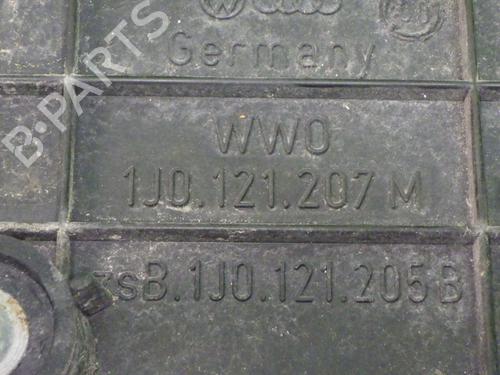 Germany
WWO
1J0.121.207 M
zsB.1J0.121.205 B
B-PARTS